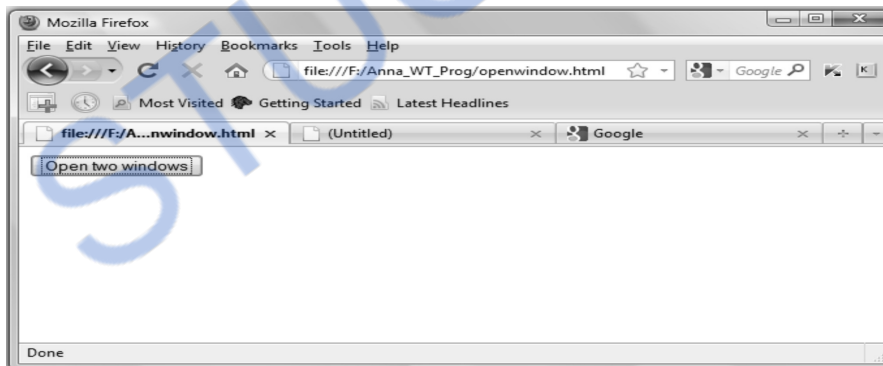 Mozilla Firefox
File Edit View History Bookmarks Tools Help
file:///F:/Anna_WT_Prog/openwindow.html Google
Most Visited Getting Started Latest Headlines
file:///F:/A...nwindow.html (Untitled) Google
Open two windows
Done
STU